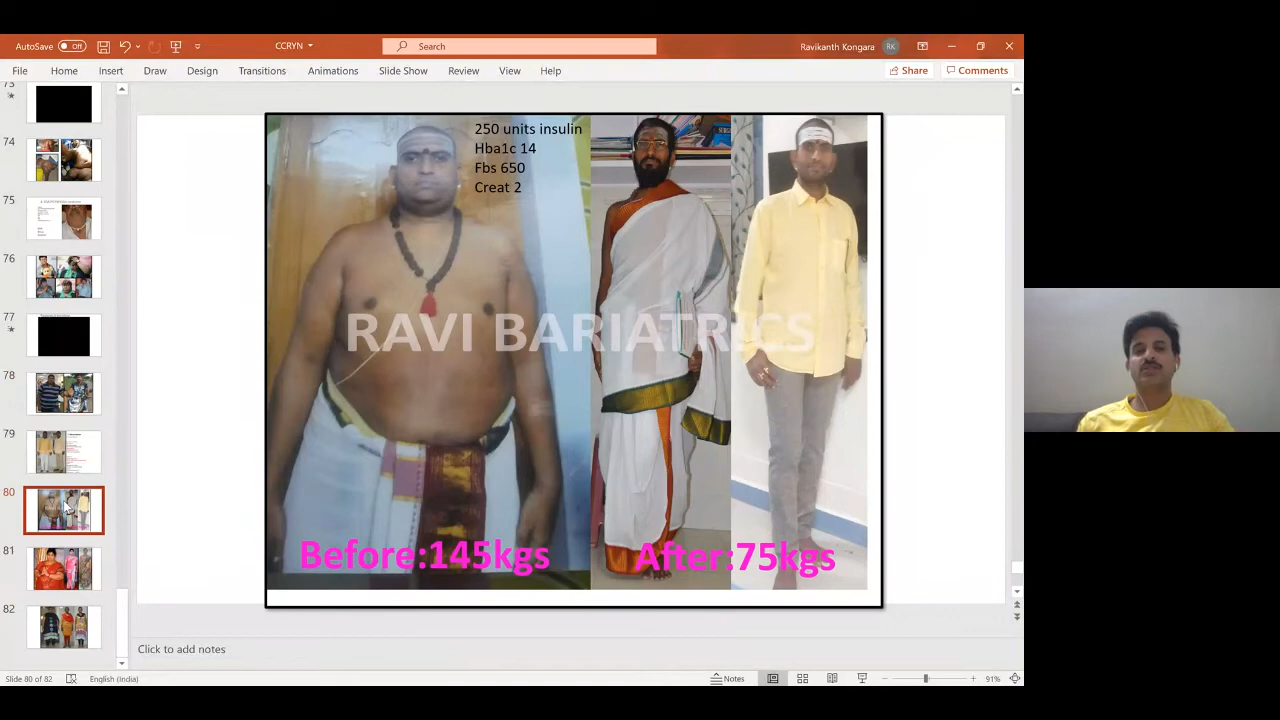 AutoSave Off
CCRYN
Search
Ravikanth Kongara RK
File Home Insert Draw Design Transitions Animations Slide Show Review View Help
Share Comments
73
74
75
76
77
78
79
80
81
82
250 units insulin
Hba1c 14
Fbs 650
Creat 2
RAVI BARIATRICS
Before:145kgs
After:75kgs
Click to add notes
Slide 80 of 82 English (India) Notes 91%